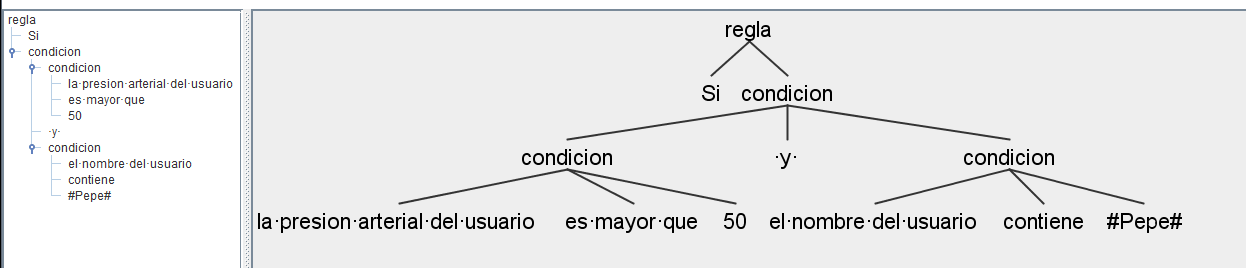 regla
Si
condicion
condicion
la·presion·arterial·del·usuario
es·mayor·que
50
·y·
condicion
el·nombre·del·usuario
contiene
#Pepe#
regla
Si condicion
condicion ·y· condicion
la·presion·arterial·del·usuario es·mayor·que 50 el·nombre·del·usuario contiene #Pepe#